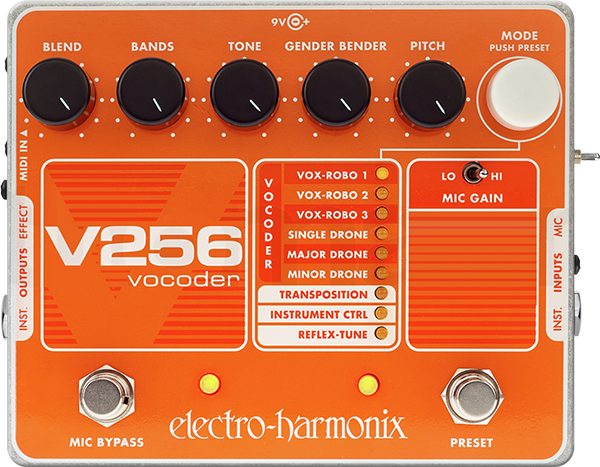 9V
BLEND
BANDS
TONE
GENDER BENDER
PITCH
MODE
PUSH PRESET
MIDI IN
INST. OUTPUTS EFFECT
V256
vocoder
VOCODER
VOX-ROBO 1
VOX-ROBO 2
VOX-ROBO 3
SINGLE DRONE
MAJOR DRONE
MINOR DRONE
TRANSPOSITION
INSTRUMENT CTRL
REFLEX-TUNE
LO HI
MIC GAIN
INST. INPUTS MIC
MIC BYPASS
electro-harmonix
PRESET